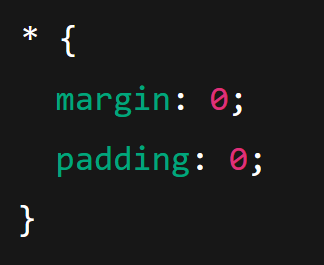 * {
  margin: 0;
  padding: 0;
}